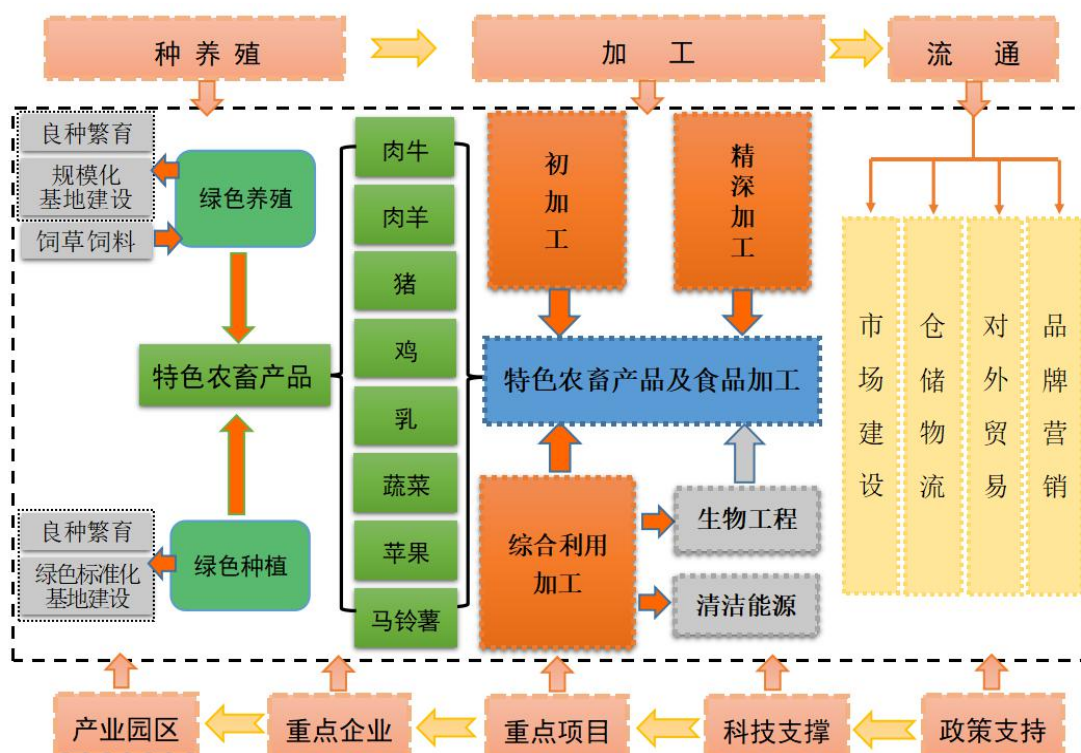 种养殖
加工
流通
良种繁育
规模化
基地建设
饲草饲料
绿色养殖
特色农畜产品
良种繁育
绿色标准化
基地建设
绿色种植
肉牛
肉羊
猪
鸡
乳
蔬菜
苹果
马铃薯
初加工
精深加工
特色农畜产品及食品加工
综合利用
加工
生物工程
清洁能源
市场建设
仓储物流
对外贸易
品牌营销
产业园区
重点企业
重点项目
科技支撑
政策支持